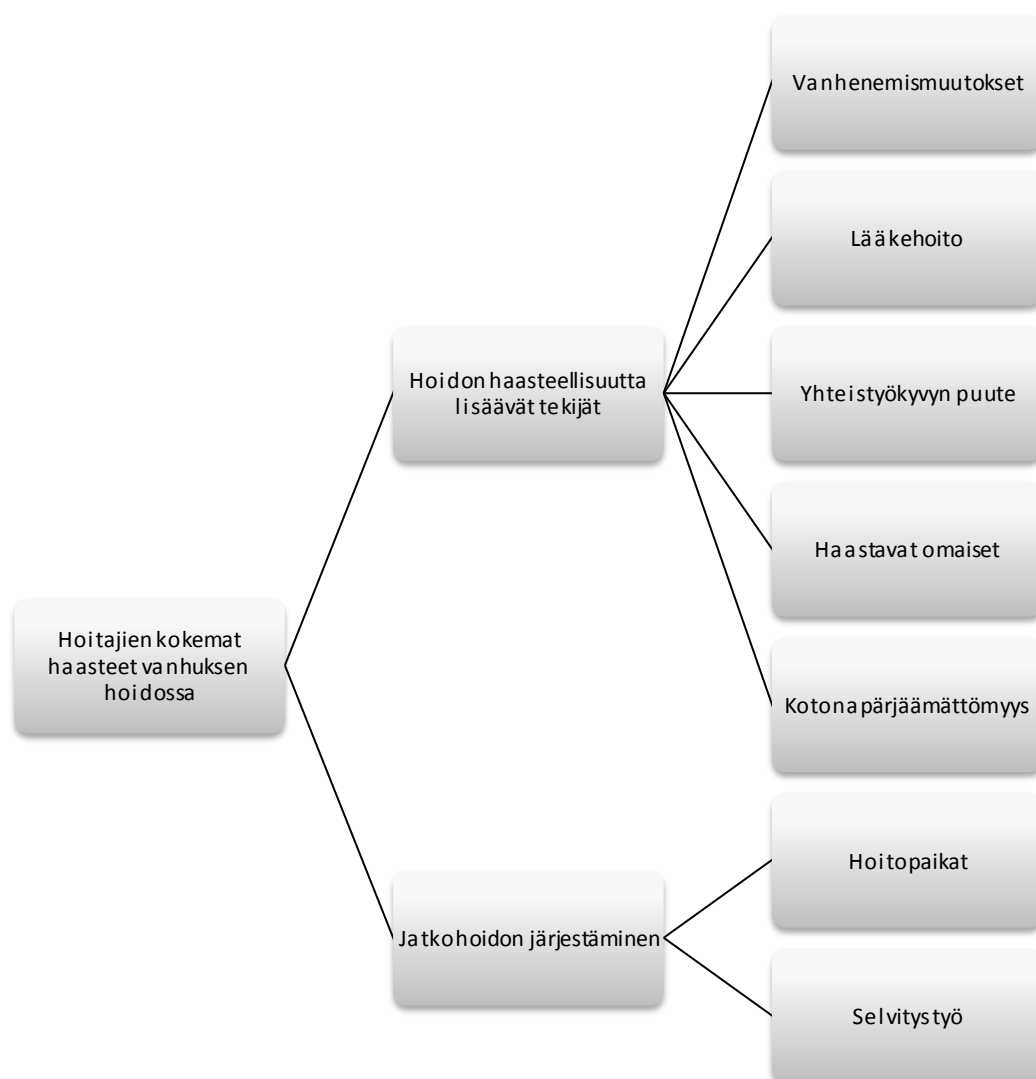 Hoitajien kokemat
haasteet vanhuksen
hoidossa
Hoidon haasteellisuutta
lisäävät tekijät
Vanhenemismuutokset
Lääkehoito
Yhteistyökyvyn puute
Haastavat omaiset
Kotona pärjäämättömyys
Jatkohoidon järjestäminen
Hoitopaikat
Selvitystyö